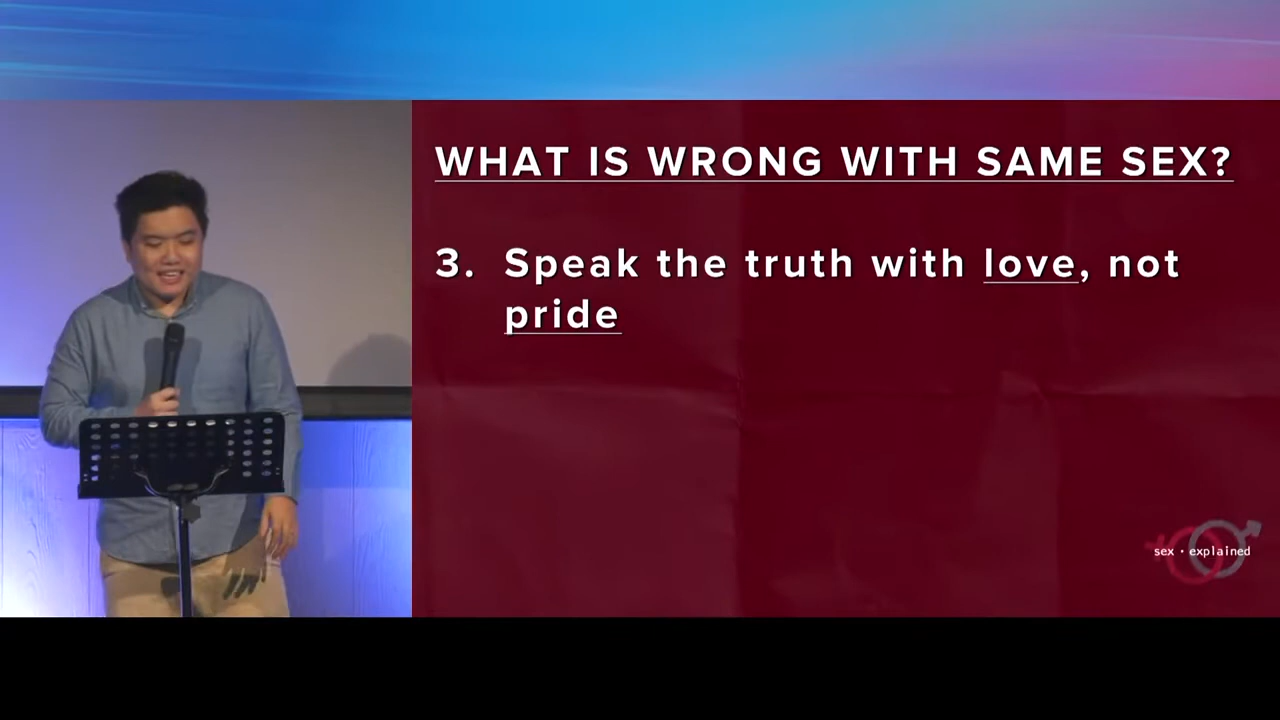 WHAT IS WRONG WITH SAME SEX?
3. Speak the truth with love, not
pride
sex · explained